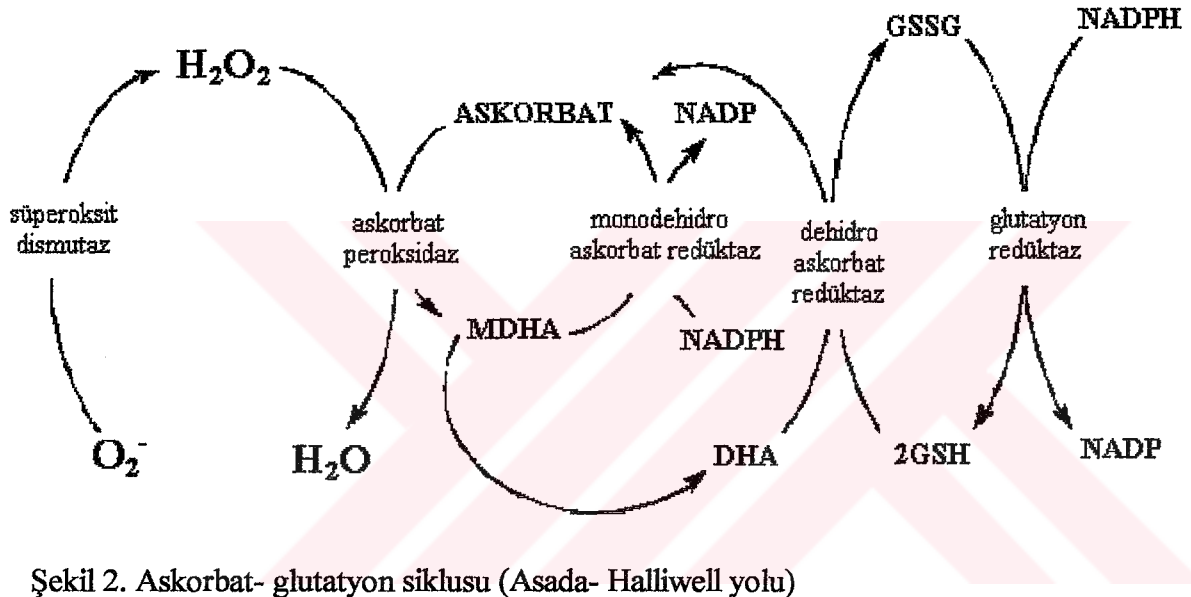 GSSG
NADPH
H₂O₂
ASKORBAT
NADP
süperoksit
dismutaz
askorbat
peroksidaz
monodehidro
askorbat redüktaz
dehidro
askorbat
redüktaz
glutatyon
redüktaz
MDHA
NADPH
O₂⁻
H₂O
DHA
2GSH
NADP
Şekil 2. Askorbat- glutatyon siklusu (Asada- Halliwell yolu)